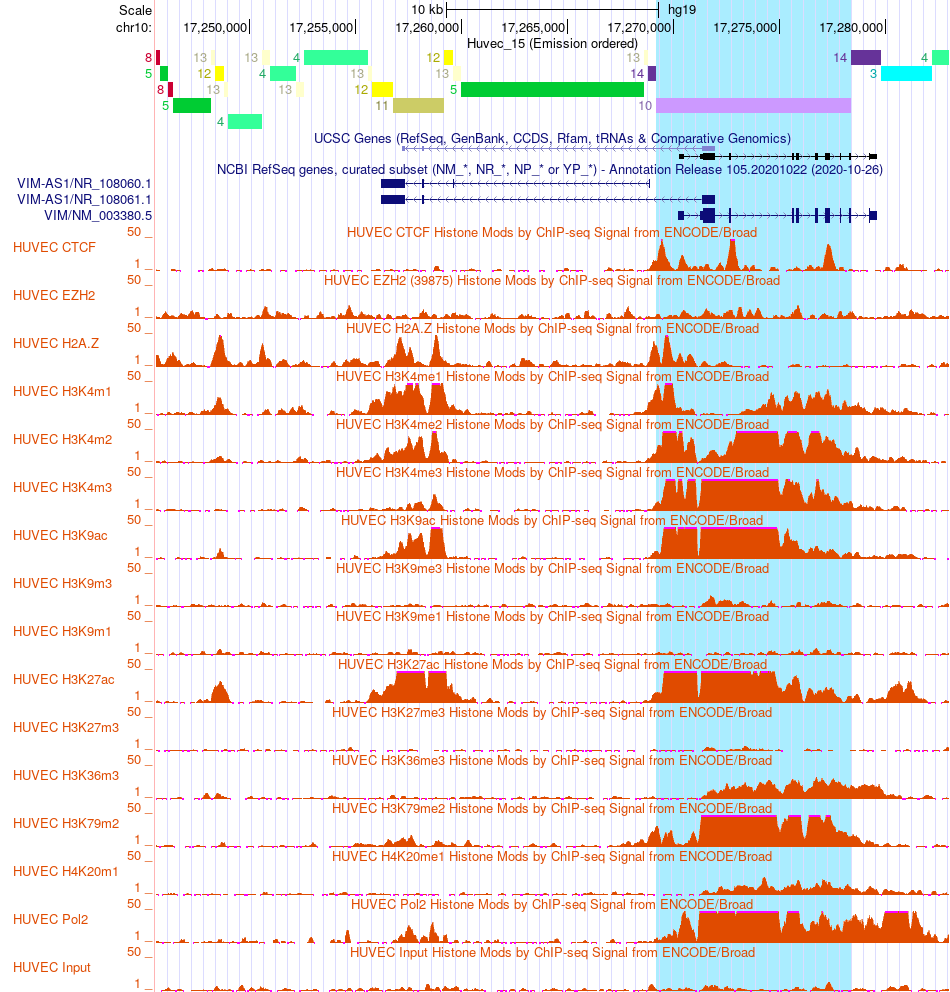 Scale 10 kb hg19
chr10: 17,250,000 17,255,000 17,260,000 17,265,000 17,270,000 17,275,000 17,280,000
Huvec_15 (Emission ordered)
8 13 13 4 12 13 14 4
5 12 4 13 13 14 3
8 13 13 12 5
5 11 10
4
UCSC Genes (RefSeq, GenBank, CCDS, Rfam, tRNAs & Comparative Genomics)
NCBI RefSeq genes, curated subset (NM_*, NR_*, NP_* or YP_*) - Annotation Release 105.20201022 (2020-10-26)
VIM-AS1/NR_108060.1
VIM-AS1/NR_108061.1
VIM/NM_003380.5
50 _ HUVEC CTCF Histone Mods by ChIP-seq Signal from ENCODE/Broad
HUVEC CTCF
1 _
50 _ HUVEC EZH2 (39875) Histone Mods by ChIP-seq Signal from ENCODE/Broad
HUVEC EZH2
1 _
50 _ HUVEC H2A.Z Histone Mods by ChIP-seq Signal from ENCODE/Broad
HUVEC H2A.Z
1 _
50 _ HUVEC H3K4me1 Histone Mods by ChIP-seq Signal from ENCODE/Broad
HUVEC H3K4m1
1 _
50 _ HUVEC H3K4me2 Histone Mods by ChIP-seq Signal from ENCODE/Broad
HUVEC H3K4m2
1 _
50 _ HUVEC H3K4me3 Histone Mods by ChIP-seq Signal from ENCODE/Broad
HUVEC H3K4m3
1 _
50 _ HUVEC H3K9ac Histone Mods by ChIP-seq Signal from ENCODE/Broad
HUVEC H3K9ac
1 _
50 _ HUVEC H3K9me3 Histone Mods by ChIP-seq Signal from ENCODE/Broad
HUVEC H3K9m3
1 _
50 _ HUVEC H3K9me1 Histone Mods by ChIP-seq Signal from ENCODE/Broad
HUVEC H3K9m1
1 _
50 _ HUVEC H3K27ac Histone Mods by ChIP-seq Signal from ENCODE/Broad
HUVEC H3K27ac
1 _
50 _ HUVEC H3K27me3 Histone Mods by ChIP-seq Signal from ENCODE/Broad
HUVEC H3K27m3
1 _
50 _ HUVEC H3K36me3 Histone Mods by ChIP-seq Signal from ENCODE/Broad
HUVEC H3K36m3
1 _
50 _ HUVEC H3K79me2 Histone Mods by ChIP-seq Signal from ENCODE/Broad
HUVEC H3K79m2
1 _
50 _ HUVEC H4K20me1 Histone Mods by ChIP-seq Signal from ENCODE/Broad
HUVEC H4K20m1
1 _
50 _ HUVEC Pol2 Histone Mods by ChIP-seq Signal from ENCODE/Broad
HUVEC Pol2
1 _
50 _ HUVEC Input Histone Mods by ChIP-seq Signal from ENCODE/Broad
HUVEC Input
1 _